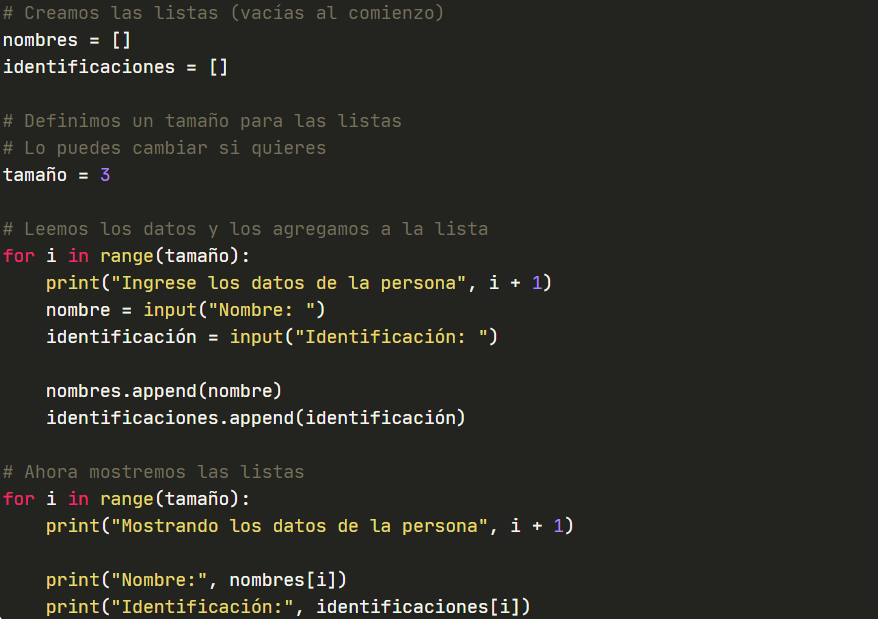 # Creamos las listas (vacías al comienzo)
nombres = []
identificaciones = []
# Definimos un tamaño para las listas
# Lo puedes cambiar si quieres
tamaño = 3
# Leemos los datos y los agregamos a la lista
for i in range(tamaño):
    print("Ingrese los datos de la persona", i + 1)
    nombre = input("Nombre: ")
    identificación = input("Identificación: ")
    nombres.append(nombre)
    identificaciones.append(identificación)
# Ahora mostremos las listas
for i in range(tamaño):
    print("Mostrando los datos de la persona", i + 1)
    print("Nombre:", nombres[i])
    print("Identificación:", identificaciones[i])